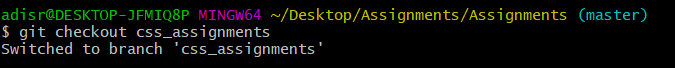 adisr@DESKTOP-JFMIQ8P MINGW64 ~/Desktop/Assignments/Assignments (master)
$ git checkout css_assignments
Switched to branch 'css_assignments'